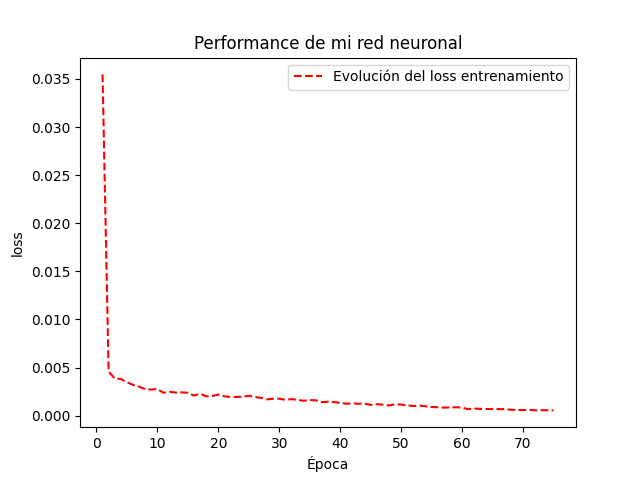 Performance de mi red neuronal
Evolución del loss entrenamiento
loss
0.035
0.030
0.025
0.020
0.015
0.010
0.005
0.000
0 10 20 30 40 50 60 70
Época